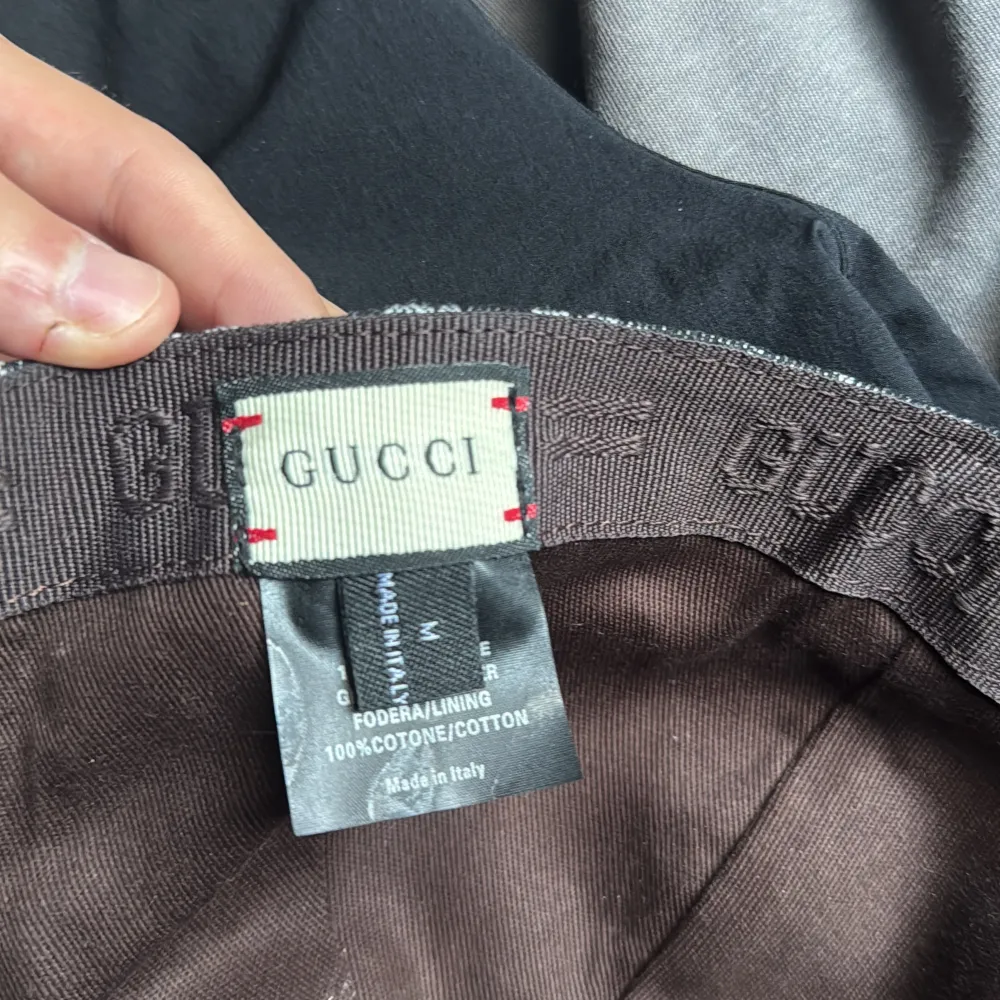 GUCCI
MADE IN ITALY
M
FODERA/LINING
100%COTONE/COTTON
Made in Italy